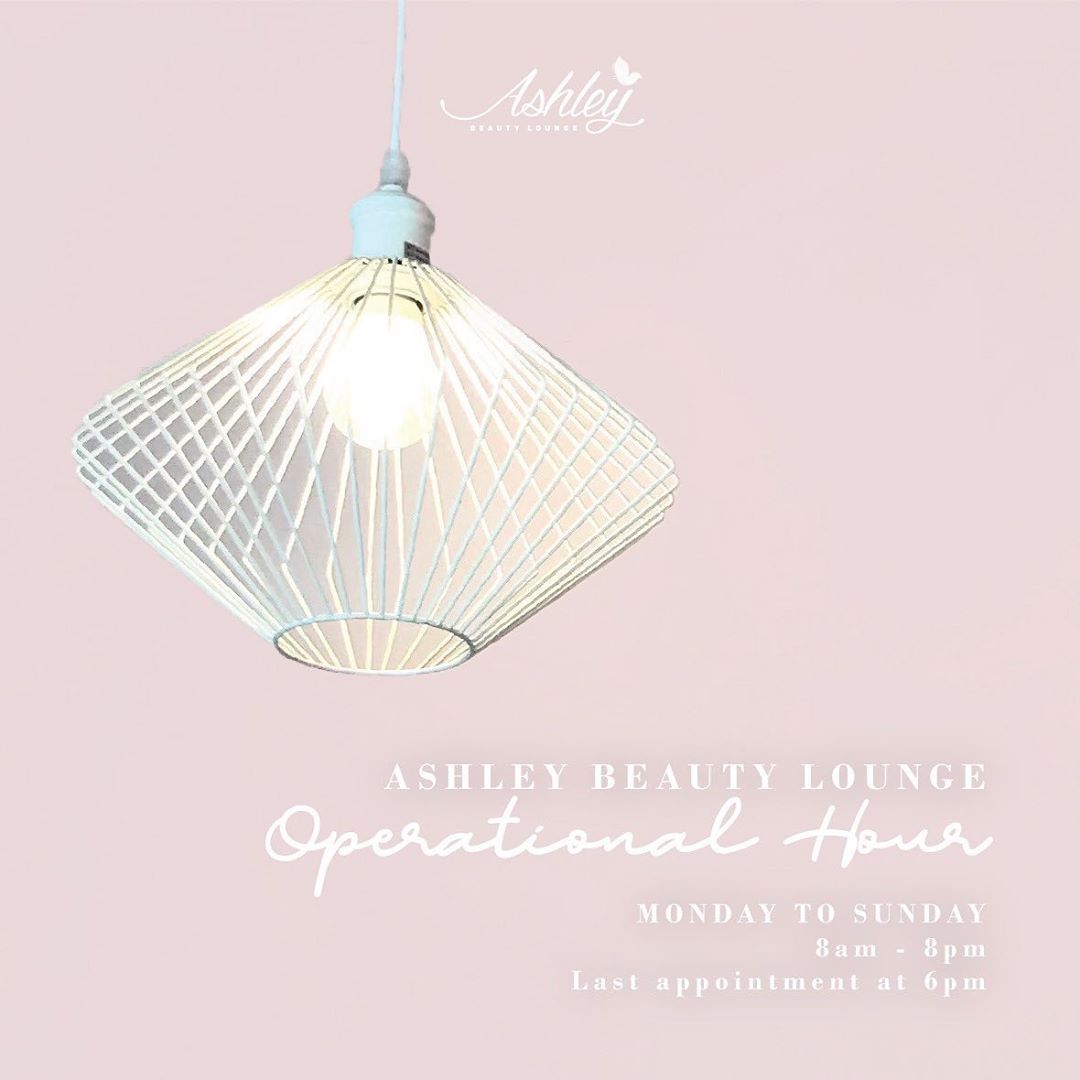 Ashley
BEAUTY LOUNGE
ASHLEY BEAUTY LOUNGE
Operational Hour
MONDAY TO SUNDAY
8am - 8pm
Last appointment at 6pm